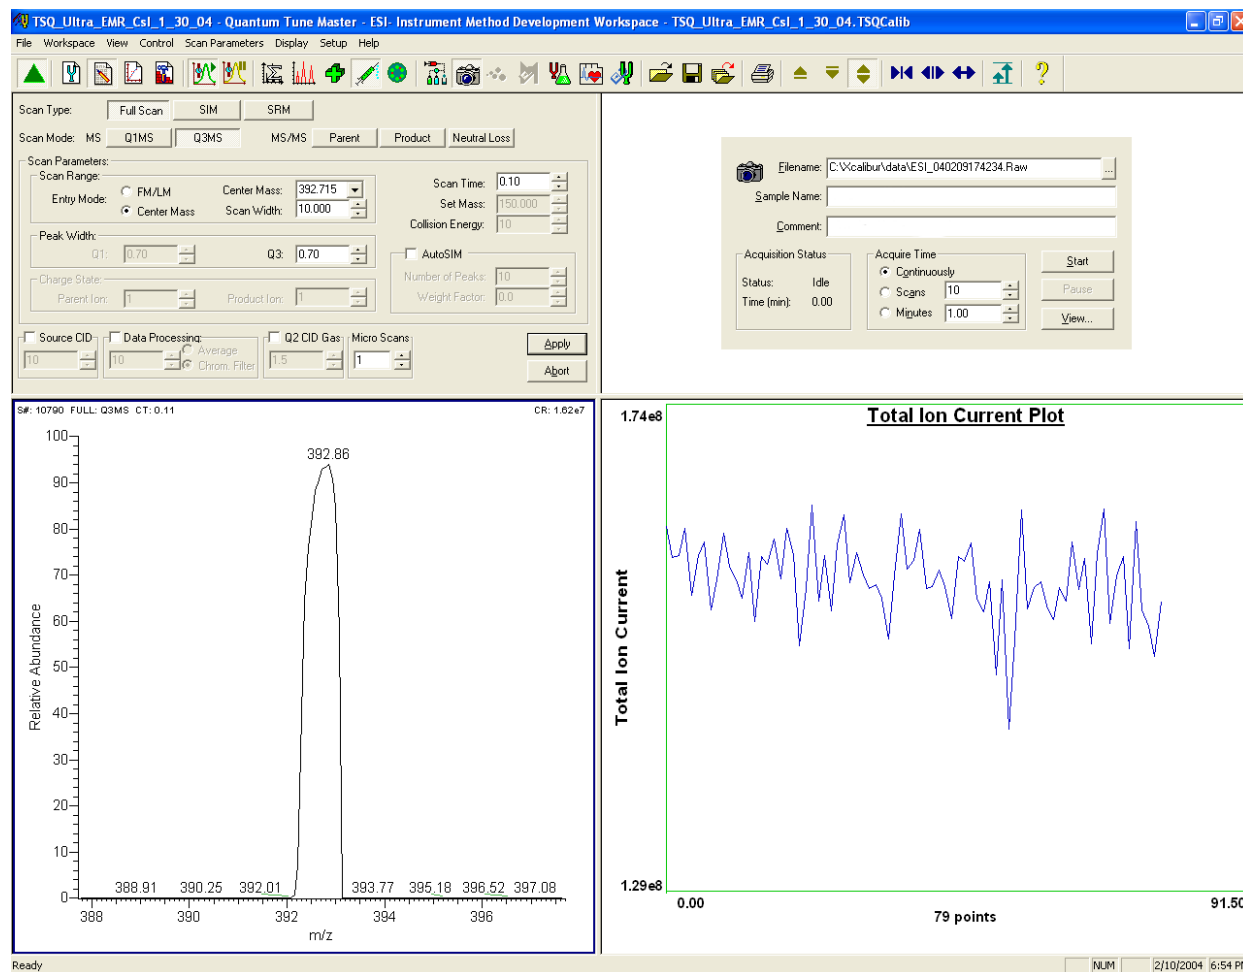 TSQ_Ultra_EMR_CsI_1_30_04 - Quantum Tune Master - ESI- Instrument Method Development Workspace - TSQ_Ultra_EMR_CsI_1_30_04.TSQCalib
File Workspace View Control Scan Parameters Display Setup Help
Scan Type: Full Scan SIM SRM
Scan Mode: MS Q1MS Q3MS MS/MS Parent Product Neutral Loss
Scan Parameters:
Scan Range:
Entry Mode: FM/LM Center Mass
Center Mass: 392.715
Scan Width: 10.000
Scan Time: 0.10
Set Mass: 150.000
Collision Energy: 10
Peak Width:
Q1: 0.70 Q3: 0.70
AutoSIM
Number of Peaks: 10
Weight Factor: 0.0
Charge State:
Parent Ion: 1 Product Ion: 1
Source CID Data Processing: Q2 CID Gas Micro Scans
10 10 Average Chrom. Filter 1.5 1
Apply
Abort
Filename: C:\Xcalibur\data\ESI_040209174234.Raw ...
Sample Name:
Comment:
Acquisition Status
Status: Idle
Time (min): 0.00
Acquire Time
Continuously
Scans 10
Minutes 1.00
Start
Pause
View...
S#: 10790 FULL: Q3MS CT: 0.11 CR: 1.62e7
100
90
80
70
60
50
40
30
20
10
0
Relative Abundance
392.86
388.91 390.25 392.01 393.77 395.18 396.52 397.08
388 390 392 394 396
m/z
Total Ion Current Plot
1.74e8
Total Ion Current
1.29e8
0.00 91.50
79 points
Ready NUM 2/10/2004 6:54 PM